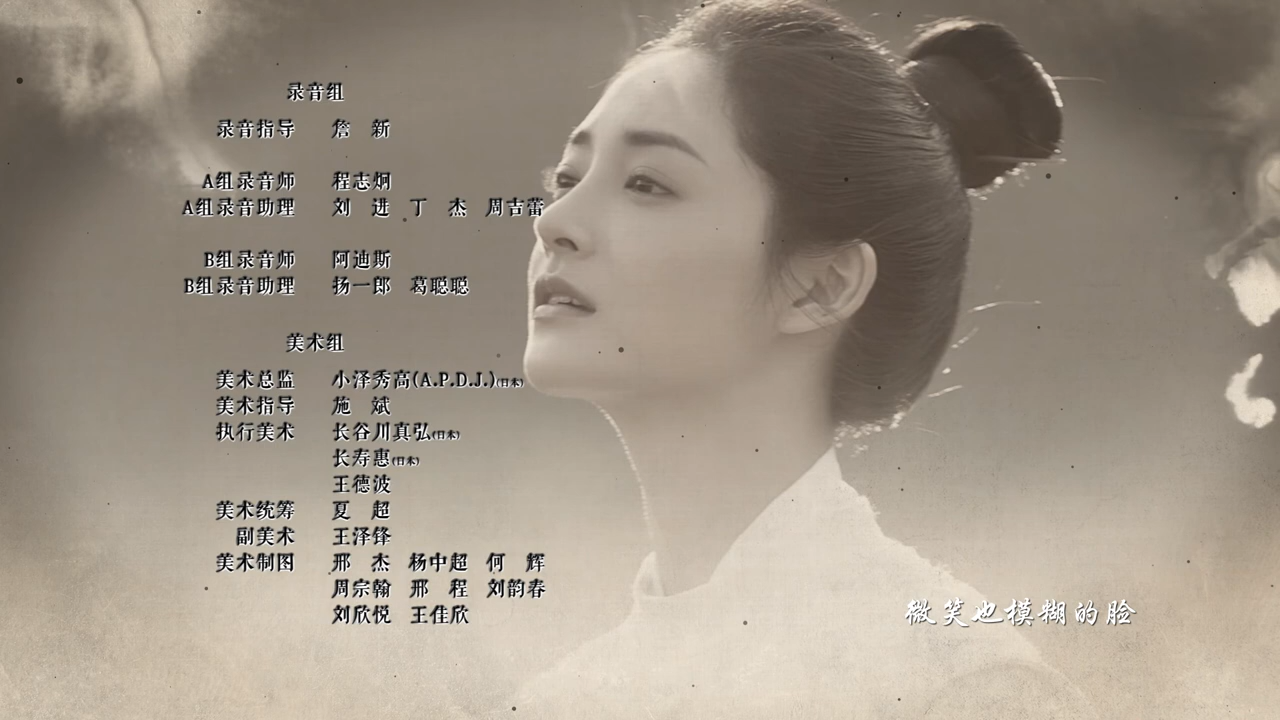 录音组
录音指导 詹 新
A组录音师 程志炯
A组录音助理 刘 进 丁 杰 周吉蕾
B组录音师 阿迪斯
B组录音助理 扬一郎 葛聪聪
美术组
美术总监 小泽秀高(A.P.D.J.)(日本)
美术指导 施 斌
执行美术 长谷川真弘(日本)
长寿惠(日本)
王德波
美术统筹 夏 超
副美术 王泽锋
美术制图 邢 杰 杨中超 何 辉
周宗翰 邢 程 刘韵春
刘欣悦 王佳欣
微笑也模糊的脸